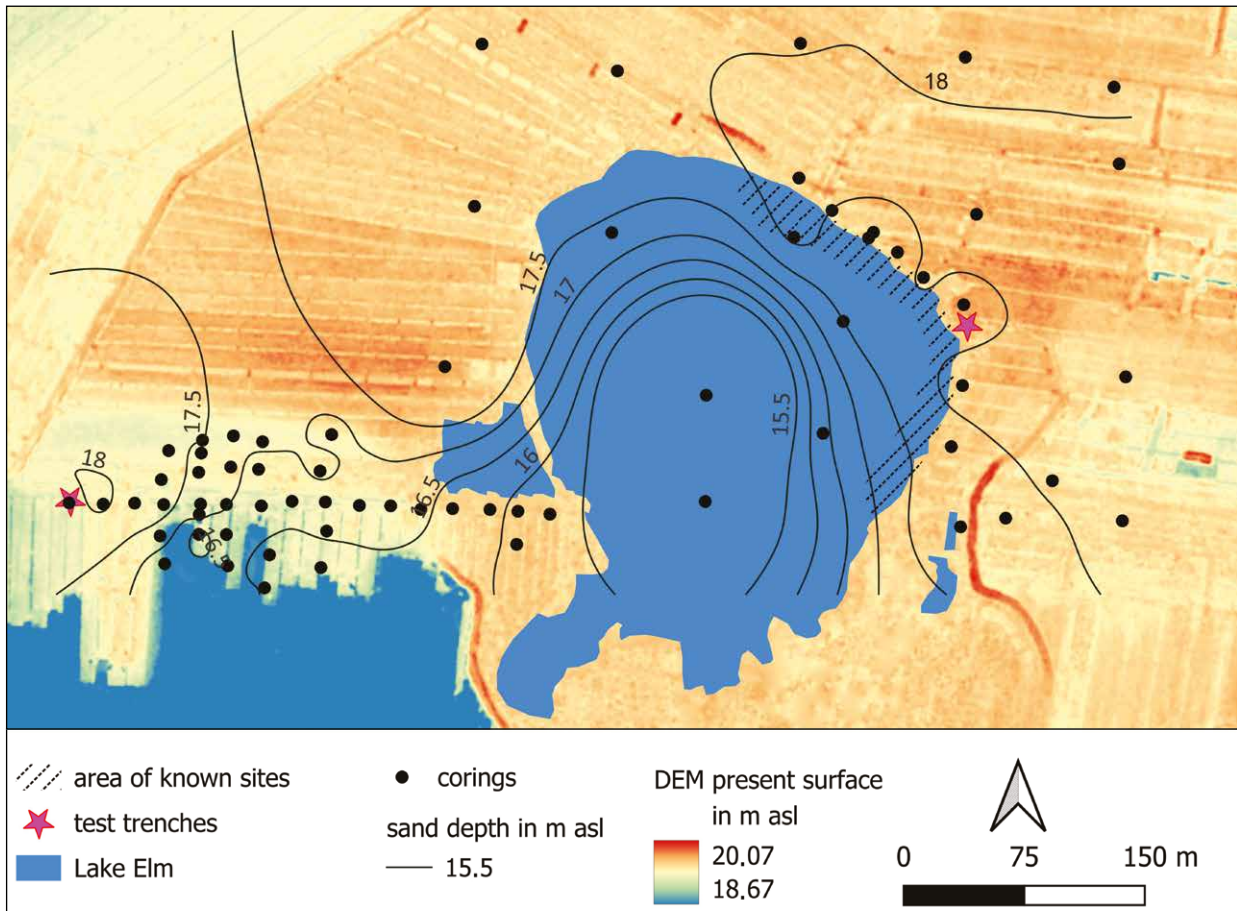 18
17.5
17
17.5
15.5
18
16
16.5
16.5
area of known sites
test trenches
Lake Elm
corings
sand depth in m asl
15.5
DEM present surface
in m asl
20.07
18.67
0 75 150 m